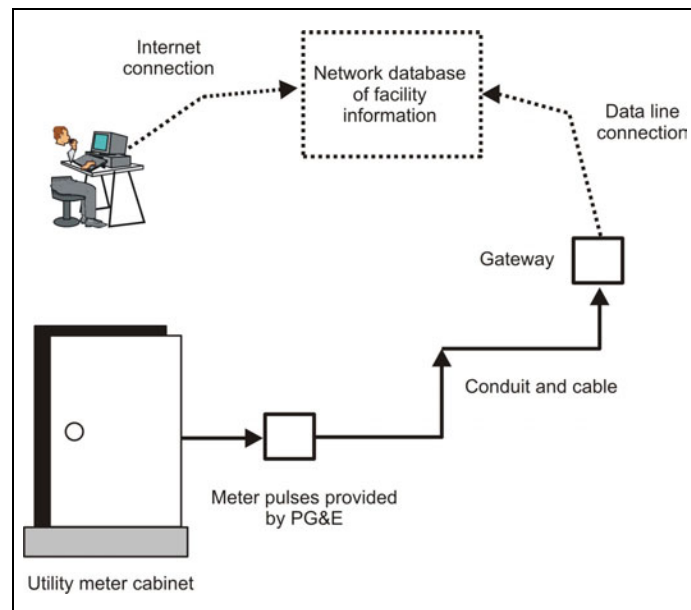 Internet
connection
Network database
of facility
information
Data line
connection
Gateway
Conduit and cable
Meter pulses provided
by PG&E
Utility meter cabinet